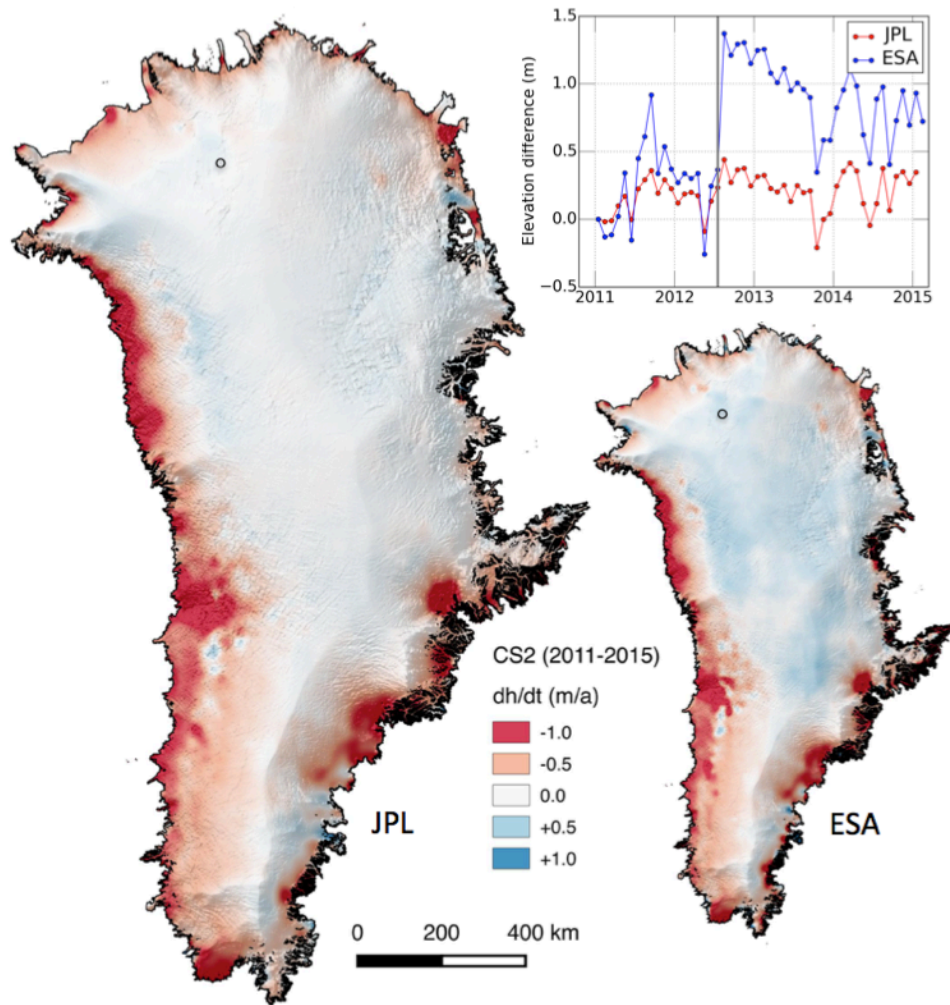 1.5
1.0
0.5
0.0
−0.5
Elevation difference (m)
2011 2012 2013 2014 2015
JPL
ESA
CS2 (2011-2015)
dh/dt (m/a)
-1.0
-0.5
0.0
+0.5
+1.0
JPL
ESA
0 200 400 km